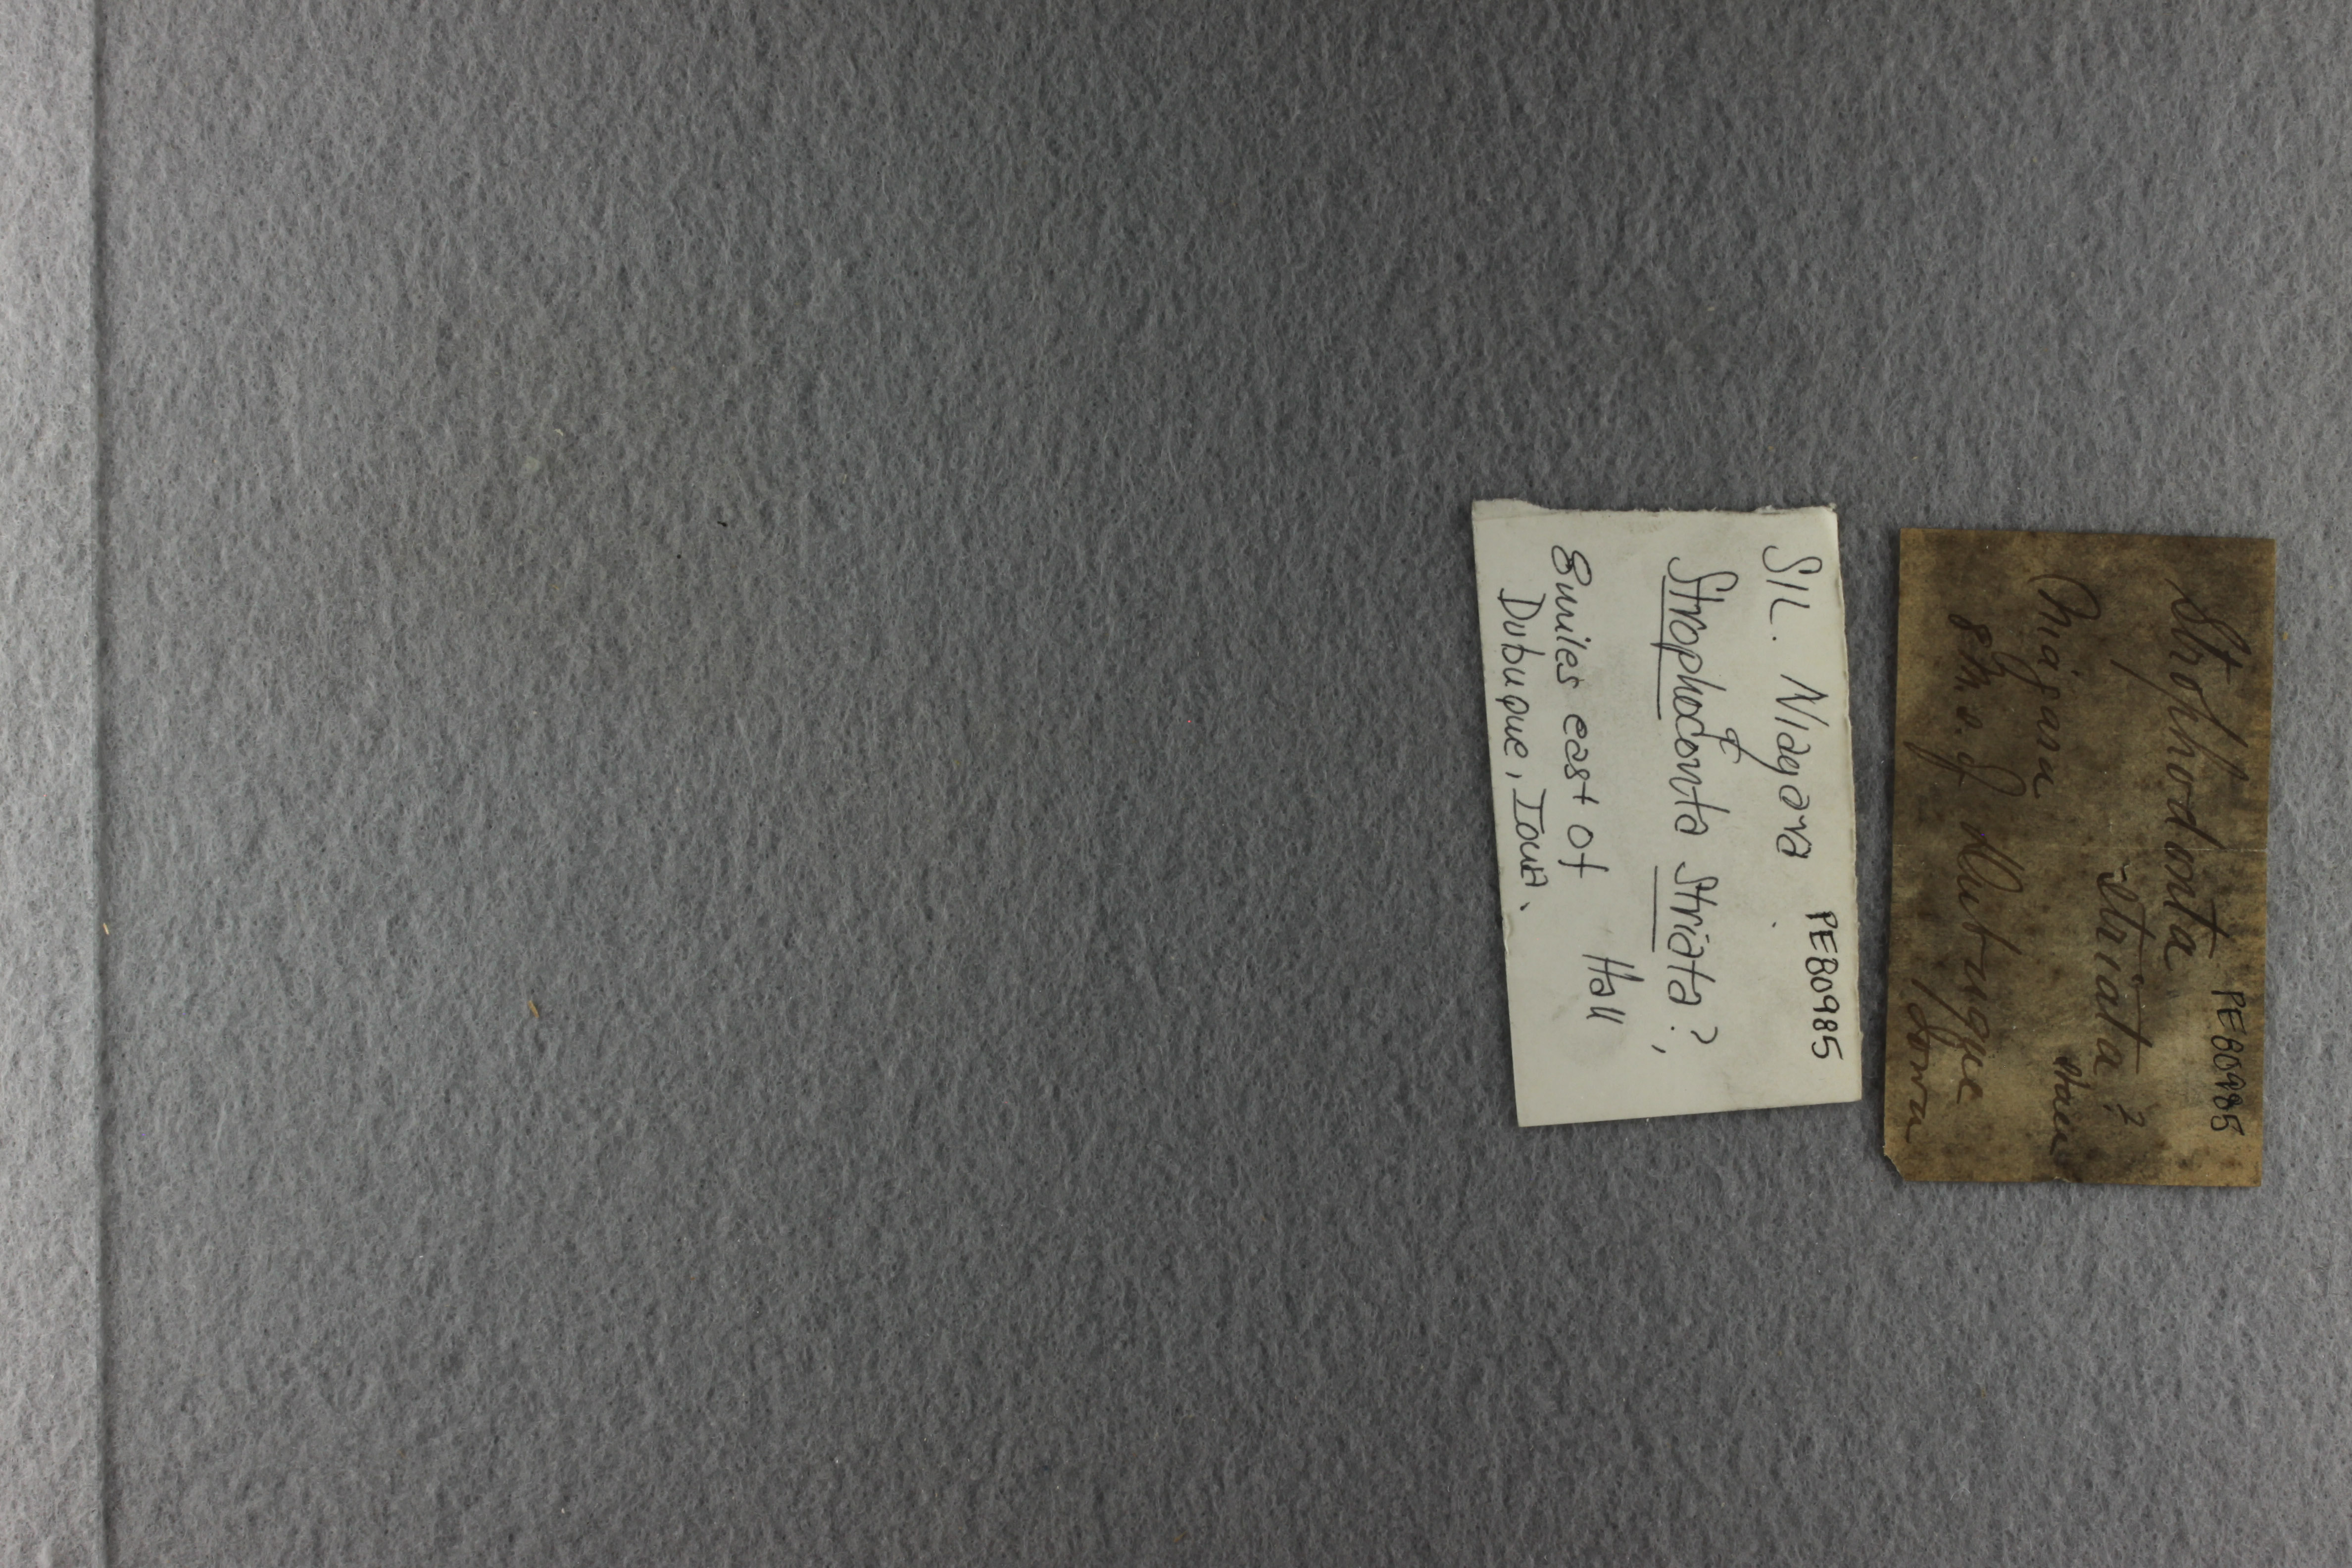 PE80985
Strophodonta
striata?
Niagara Hall
8 m. e. of Dubuque
Iowa
PE80985
SIL. Niagara
Strophodonta striata?,
Hall
8 miles east of
Dubuque, Iowa.